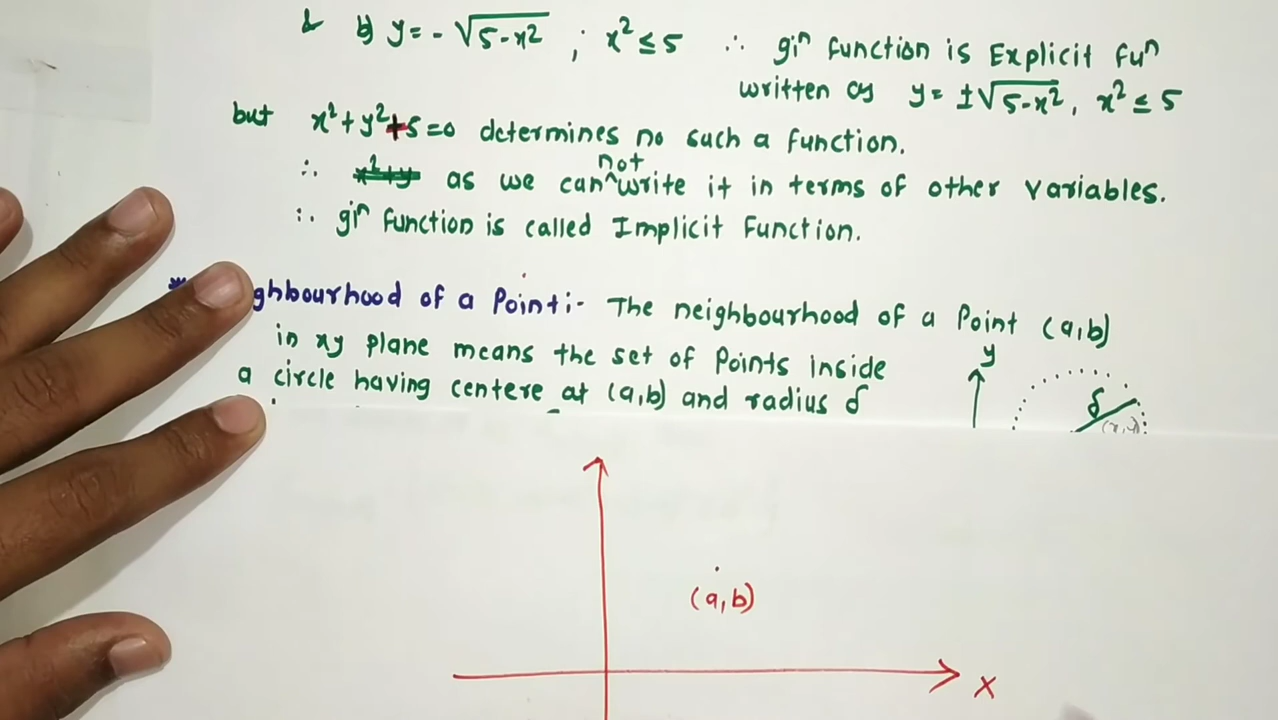 & b) y = - √5-x² ; x² ≤ 5 ∴ giⁿ function is Explicit Fuⁿ
written as y = ±√5-x², x² ≤ 5
but x² + y² + 5 = 0 determines no such a function.
∴ as we can not write it in terms of other variables.
∴ giⁿ function is called Implicit Function.
ghbourhood of a Point:- The neighbourhood of a Point (a,b)
in xy plane means the set of Points inside
a circle having centere at (a,b) and radius δ
y
δ
(x,y)
(a,b)
X